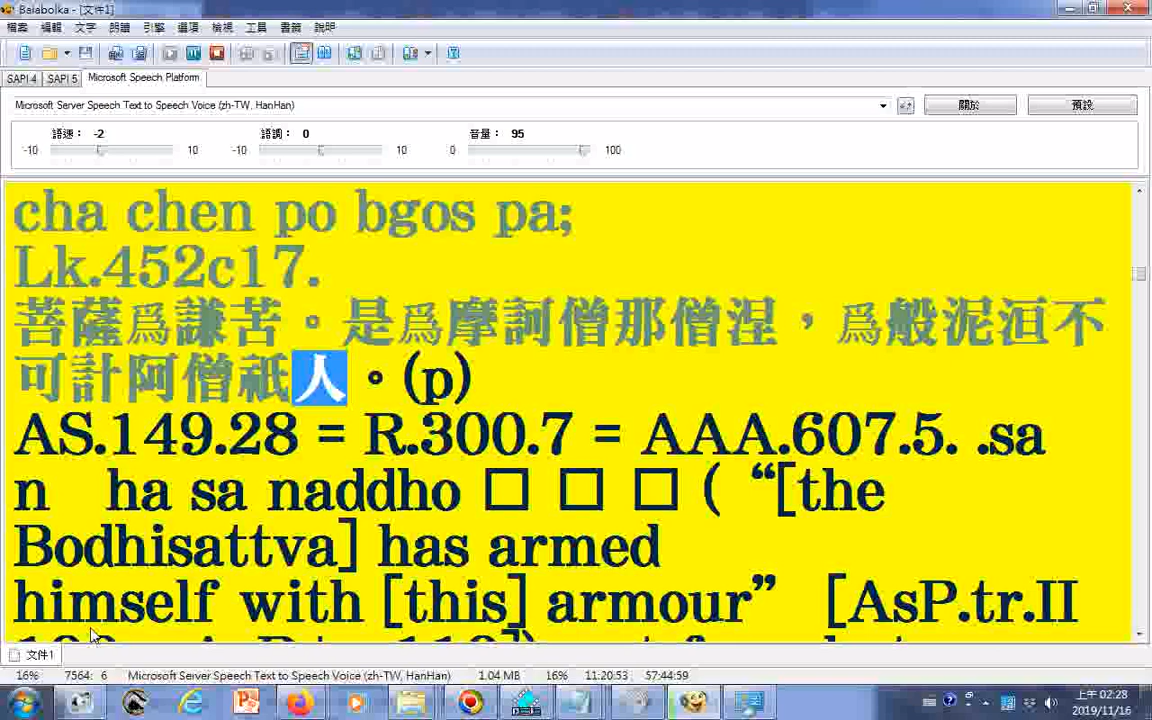 Balabolka - [文件1]
檔案 編輯 文字 朗讀 引擎 選項 檢視 工具 書籤 說明
SAPI 4 SAPI 5 Microsoft Speech Platform
Microsoft Server Speech Text to Speech Voice (zh-TW, HanHan) 關於 預設
語速： -2 語調： 0 音量： 95
-10 10 -10 10 0 100
cha chen po bgos pa;
Lk.452c17.
菩薩爲謙苦。是爲摩訶僧那僧涅，爲般泥洹不
可計阿僧祇人。(p)
AS.149.28 = R.300.7 = AAA.607.5. .sa
n ha sa naddho □ □ □ ( “[the
Bodhisattva] has armed
himself with [this] armour” [AsP.tr.II
文件1
16% 7564: 6 Microsoft Server Speech Text to Speech Voice (zh-TW, HanHan) 1.04 MB 16% 11:20:53 57:44:59
上午 02:28
2019/11/16